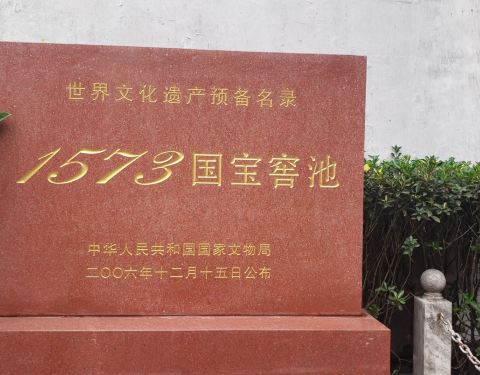 世界文化遗产预备名录
1573国宝窖池
中华人民共和国国家文物局
二〇〇六年十二月十五日公布